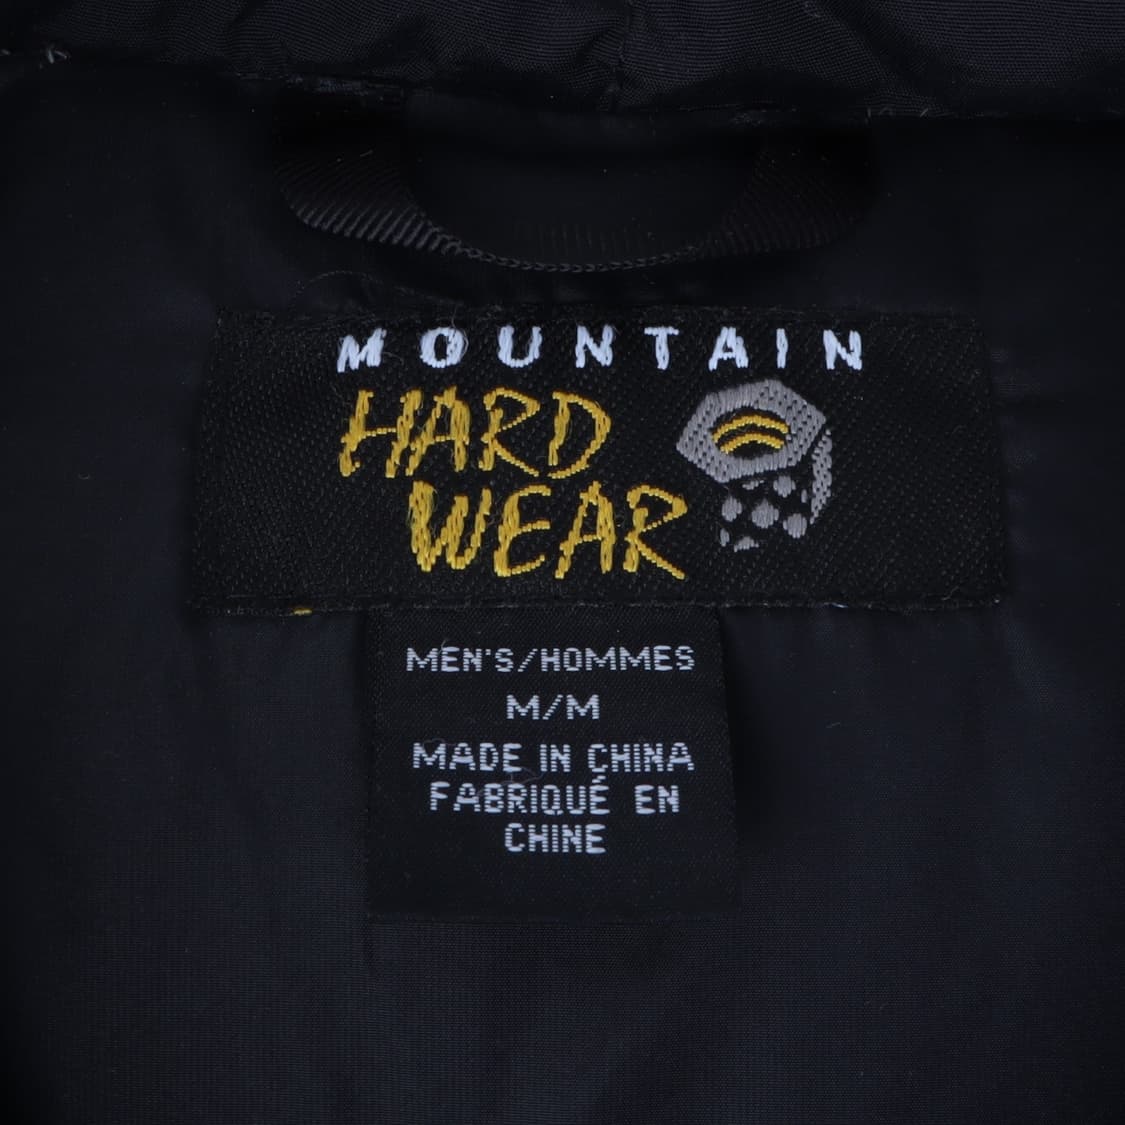 MOUNTAIN
HARD
WEAR
MEN'S/HOMMES
M/M
MADE IN CHINA
FABRIQUÉ EN
CHINE